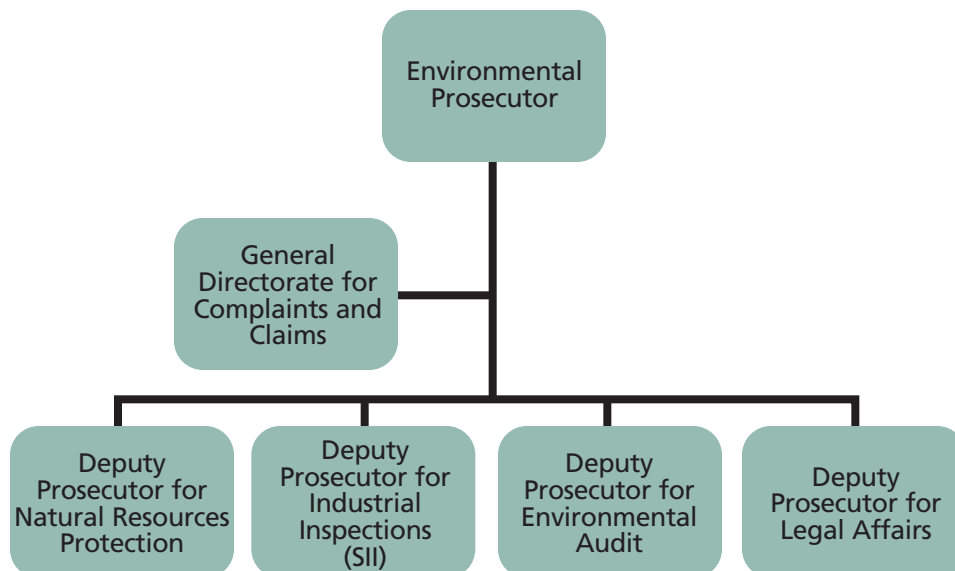 Environmental
Prosecutor
General
Directorate for
Complaints and
Claims
Deputy
Prosecutor for
Natural Resources
Protection
Deputy
Prosecutor for
Industrial
Inspections
(SII)
Deputy
Prosecutor for
Environmental
Audit
Deputy
Prosecutor for
Legal Affairs